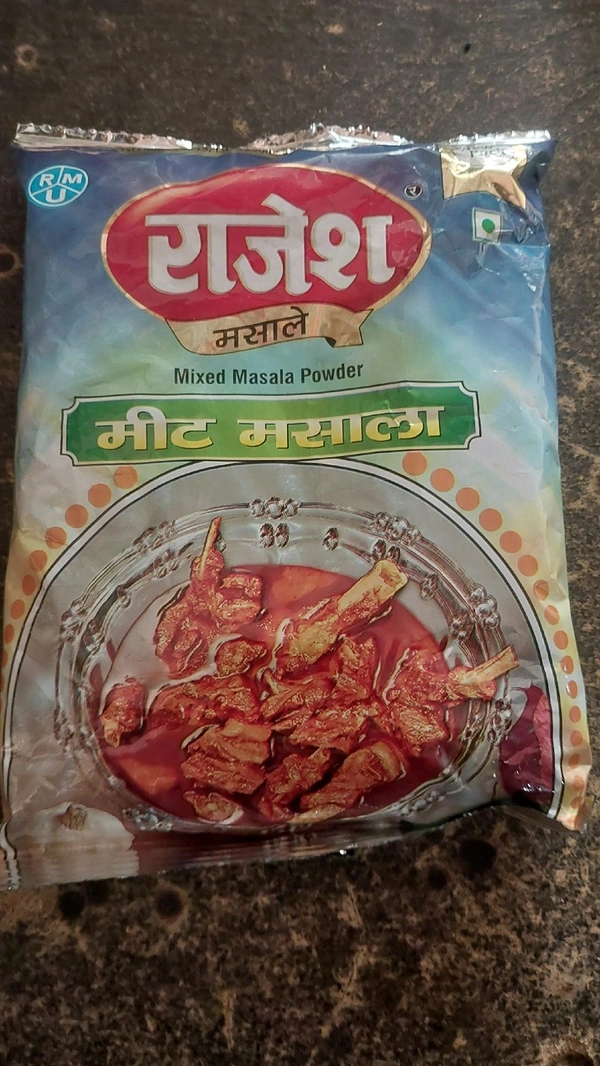 RMU
राजेश
र
मसाले
Mixed Masala Powder
मीट मसाला